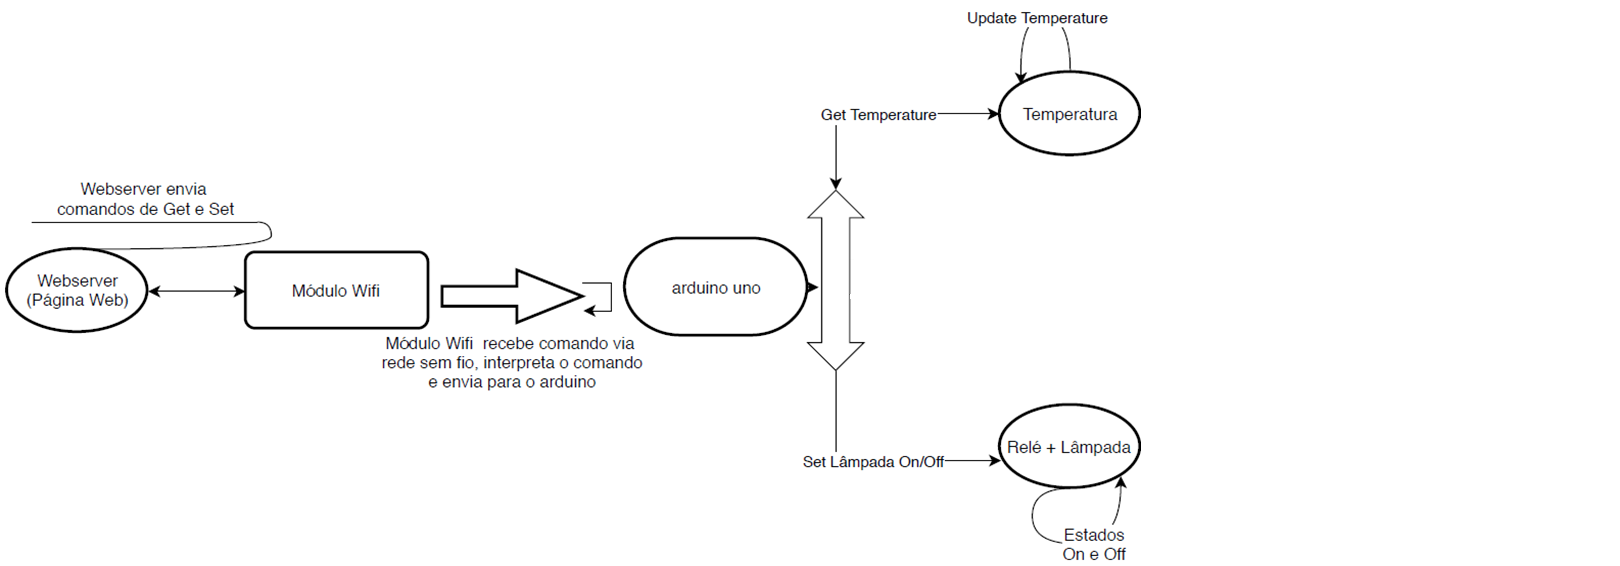 Update Temperature
Get Temperature
Temperatura
Webserver envia
comandos de Get e Set
Webserver
(Página Web)
Módulo Wifi
arduino uno
Módulo Wifi recebe comando via
rede sem fio, interpreta o comando
e envia para o arduino
Set Lâmpada On/Off
Relé + Lâmpada
Estados
On e Off